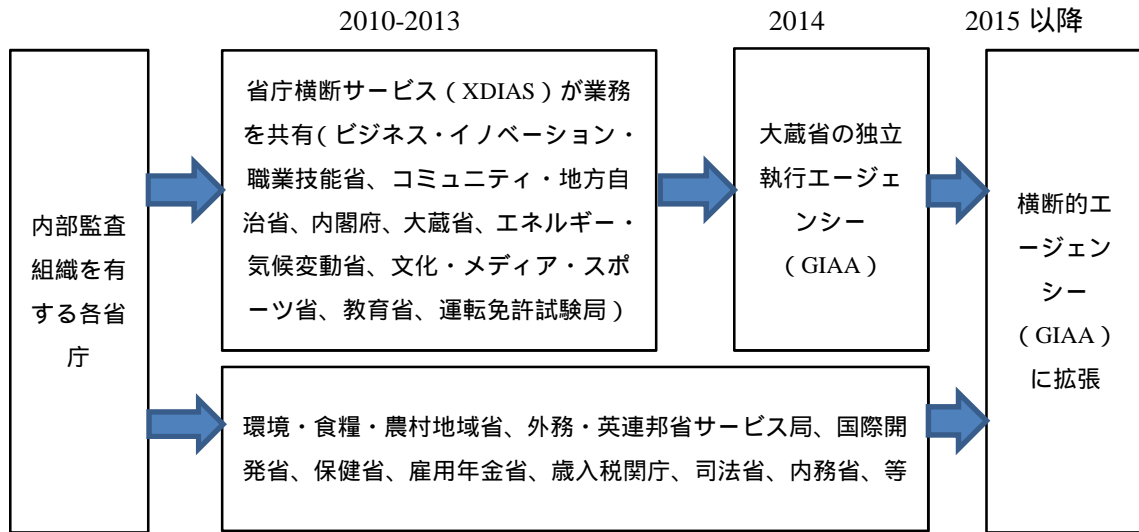 2010-2013
2014
2015 以降
内部監査
組織を有
する各省
庁
省庁横断サービス（XDIAS）が業務
を共有（ビジネス・イノベーション・
職業技能省、コミュニティ・地方自
治省、内閣府、大蔵省、エネルギー・
気候変動省、文化・メディア・スポ
ーツ省、教育省、運転免許試験局）
大蔵省の独立
執行エージェ
ンシー
（GIAA）
横断的エ
ージェン
シー
（GIAA）
に拡張
環境・食糧・農村地域省、外務・英連邦省サービス局、国際開
発省、保健省、雇用年金省、歳入税関庁、司法省、内務省、等